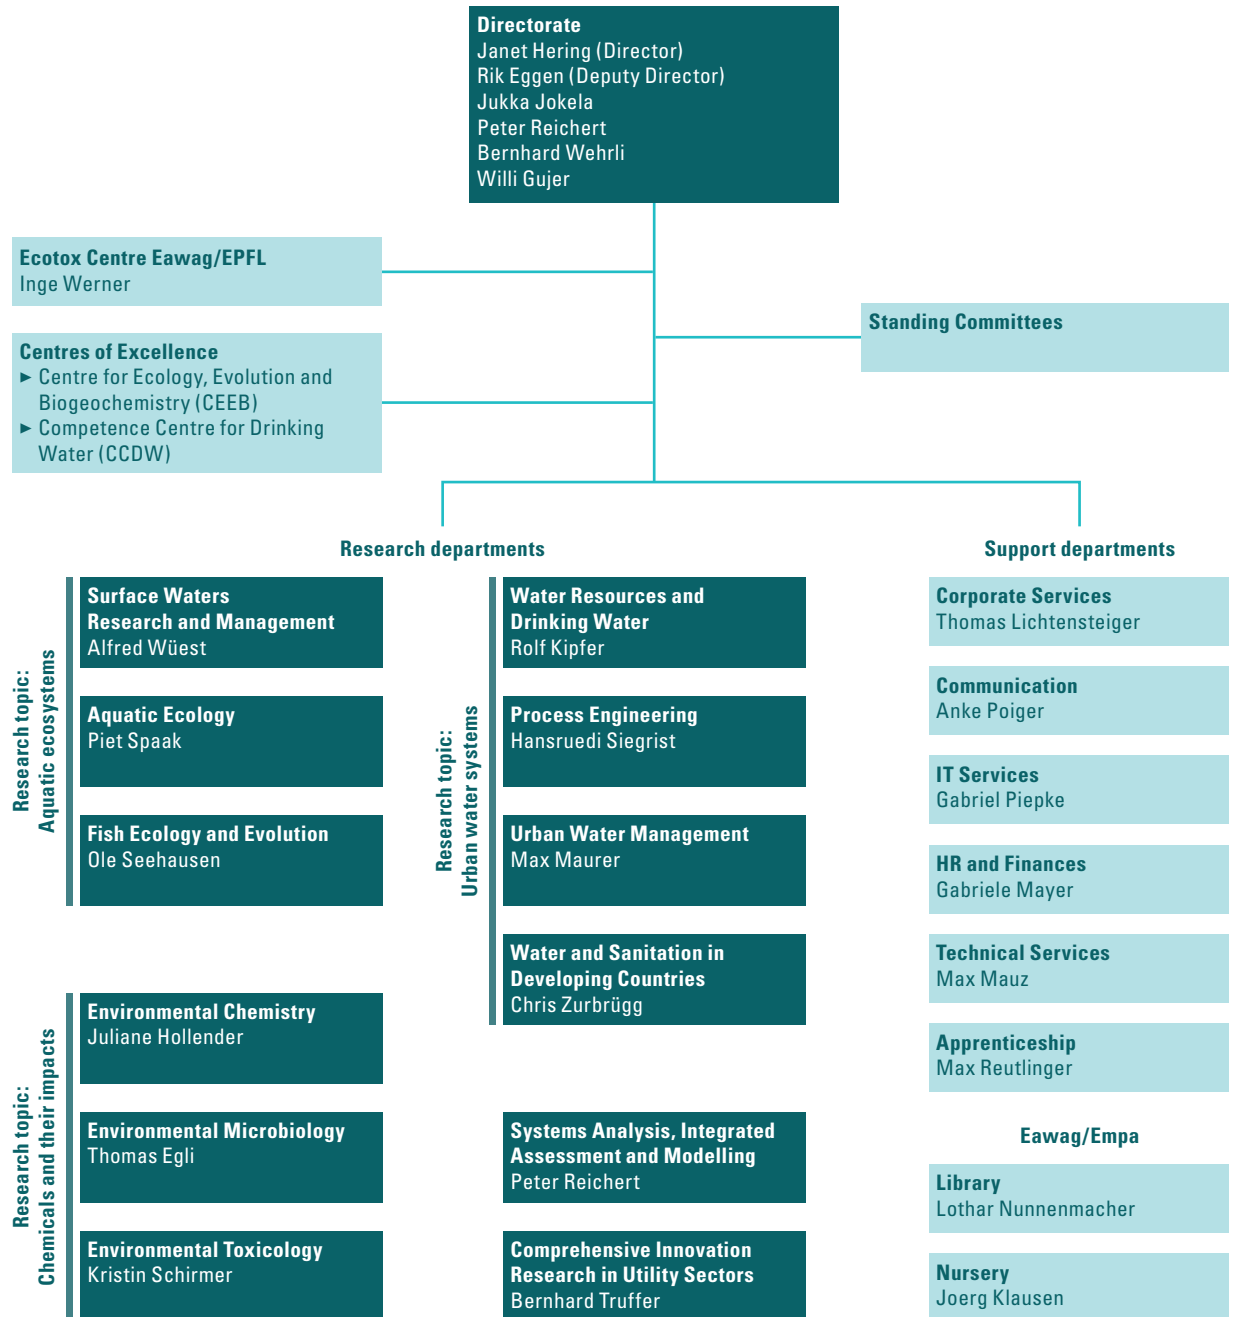 Directorate
Janet Hering (Director)
Rik Eggen (Deputy Director)
Jukka Jokela
Peter Reichert
Bernhard Wehrli
Willi Gujer
Ecotox Centre Eawag/EPFL
Inge Werner
Standing Committees
Centres of Excellence
► Centre for Ecology, Evolution and
Biogeochemistry (CEEB)
► Competence Centre for Drinking
Water (CCDW)
Research departments
Research topic:
Aquatic ecosystems
Surface Waters
Research and Management
Alfred Wüest
Aquatic Ecology
Piet Spaak
Fish Ecology and Evolution
Ole Seehausen
Research topic:
Chemicals and their impacts
Environmental Chemistry
Juliane Hollender
Environmental Microbiology
Thomas Egli
Environmental Toxicology
Kristin Schirmer
Research topic:
Urban water systems
Water Resources and
Drinking Water
Rolf Kipfer
Process Engineering
Hansruedi Siegrist
Urban Water Management
Max Maurer
Water and Sanitation in
Developing Countries
Chris Zurbrügg
Systems Analysis, Integrated
Assessment and Modelling
Peter Reichert
Comprehensive Innovation
Research in Utility Sectors
Bernhard Truffer
Support departments
Corporate Services
Thomas Lichtensteiger
Communication
Anke Poiger
IT Services
Gabriel Piepke
HR and Finances
Gabriele Mayer
Technical Services
Max Mauz
Apprenticeship
Max Reutlinger
Eawag/Empa
Library
Lothar Nunnenmacher
Nursery
Joerg Klausen